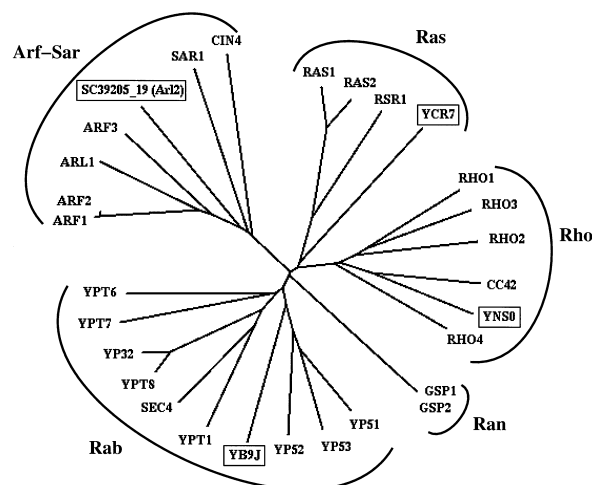 Arf–Sar
CIN4
SAR1
SC39205_19 (Arl2)
ARF3
ARL1
ARF2
ARF1
Ras
RAS1
RAS2
RSR1
YCR7
RHO1
RHO3
RHO2
Rho
CC42
YNS0
RHO4
GSP1
GSP2
Ran
YPT6
YPT7
YP32
YPT8
SEC4
YPT1
YB9J
YP52
YP53
YP51
Rab